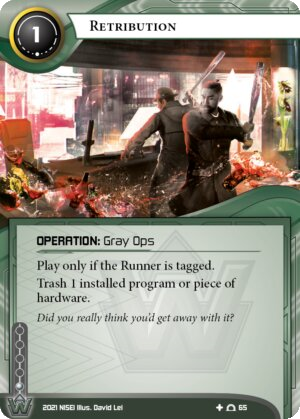 1
RETRIBUTION
OPERATION: Gray Ops
Play only if the Runner is tagged.
Trash 1 installed program or piece of
hardware.
Did you really think you'd get away with it?
2021 NISEI Illus. David Lei
65